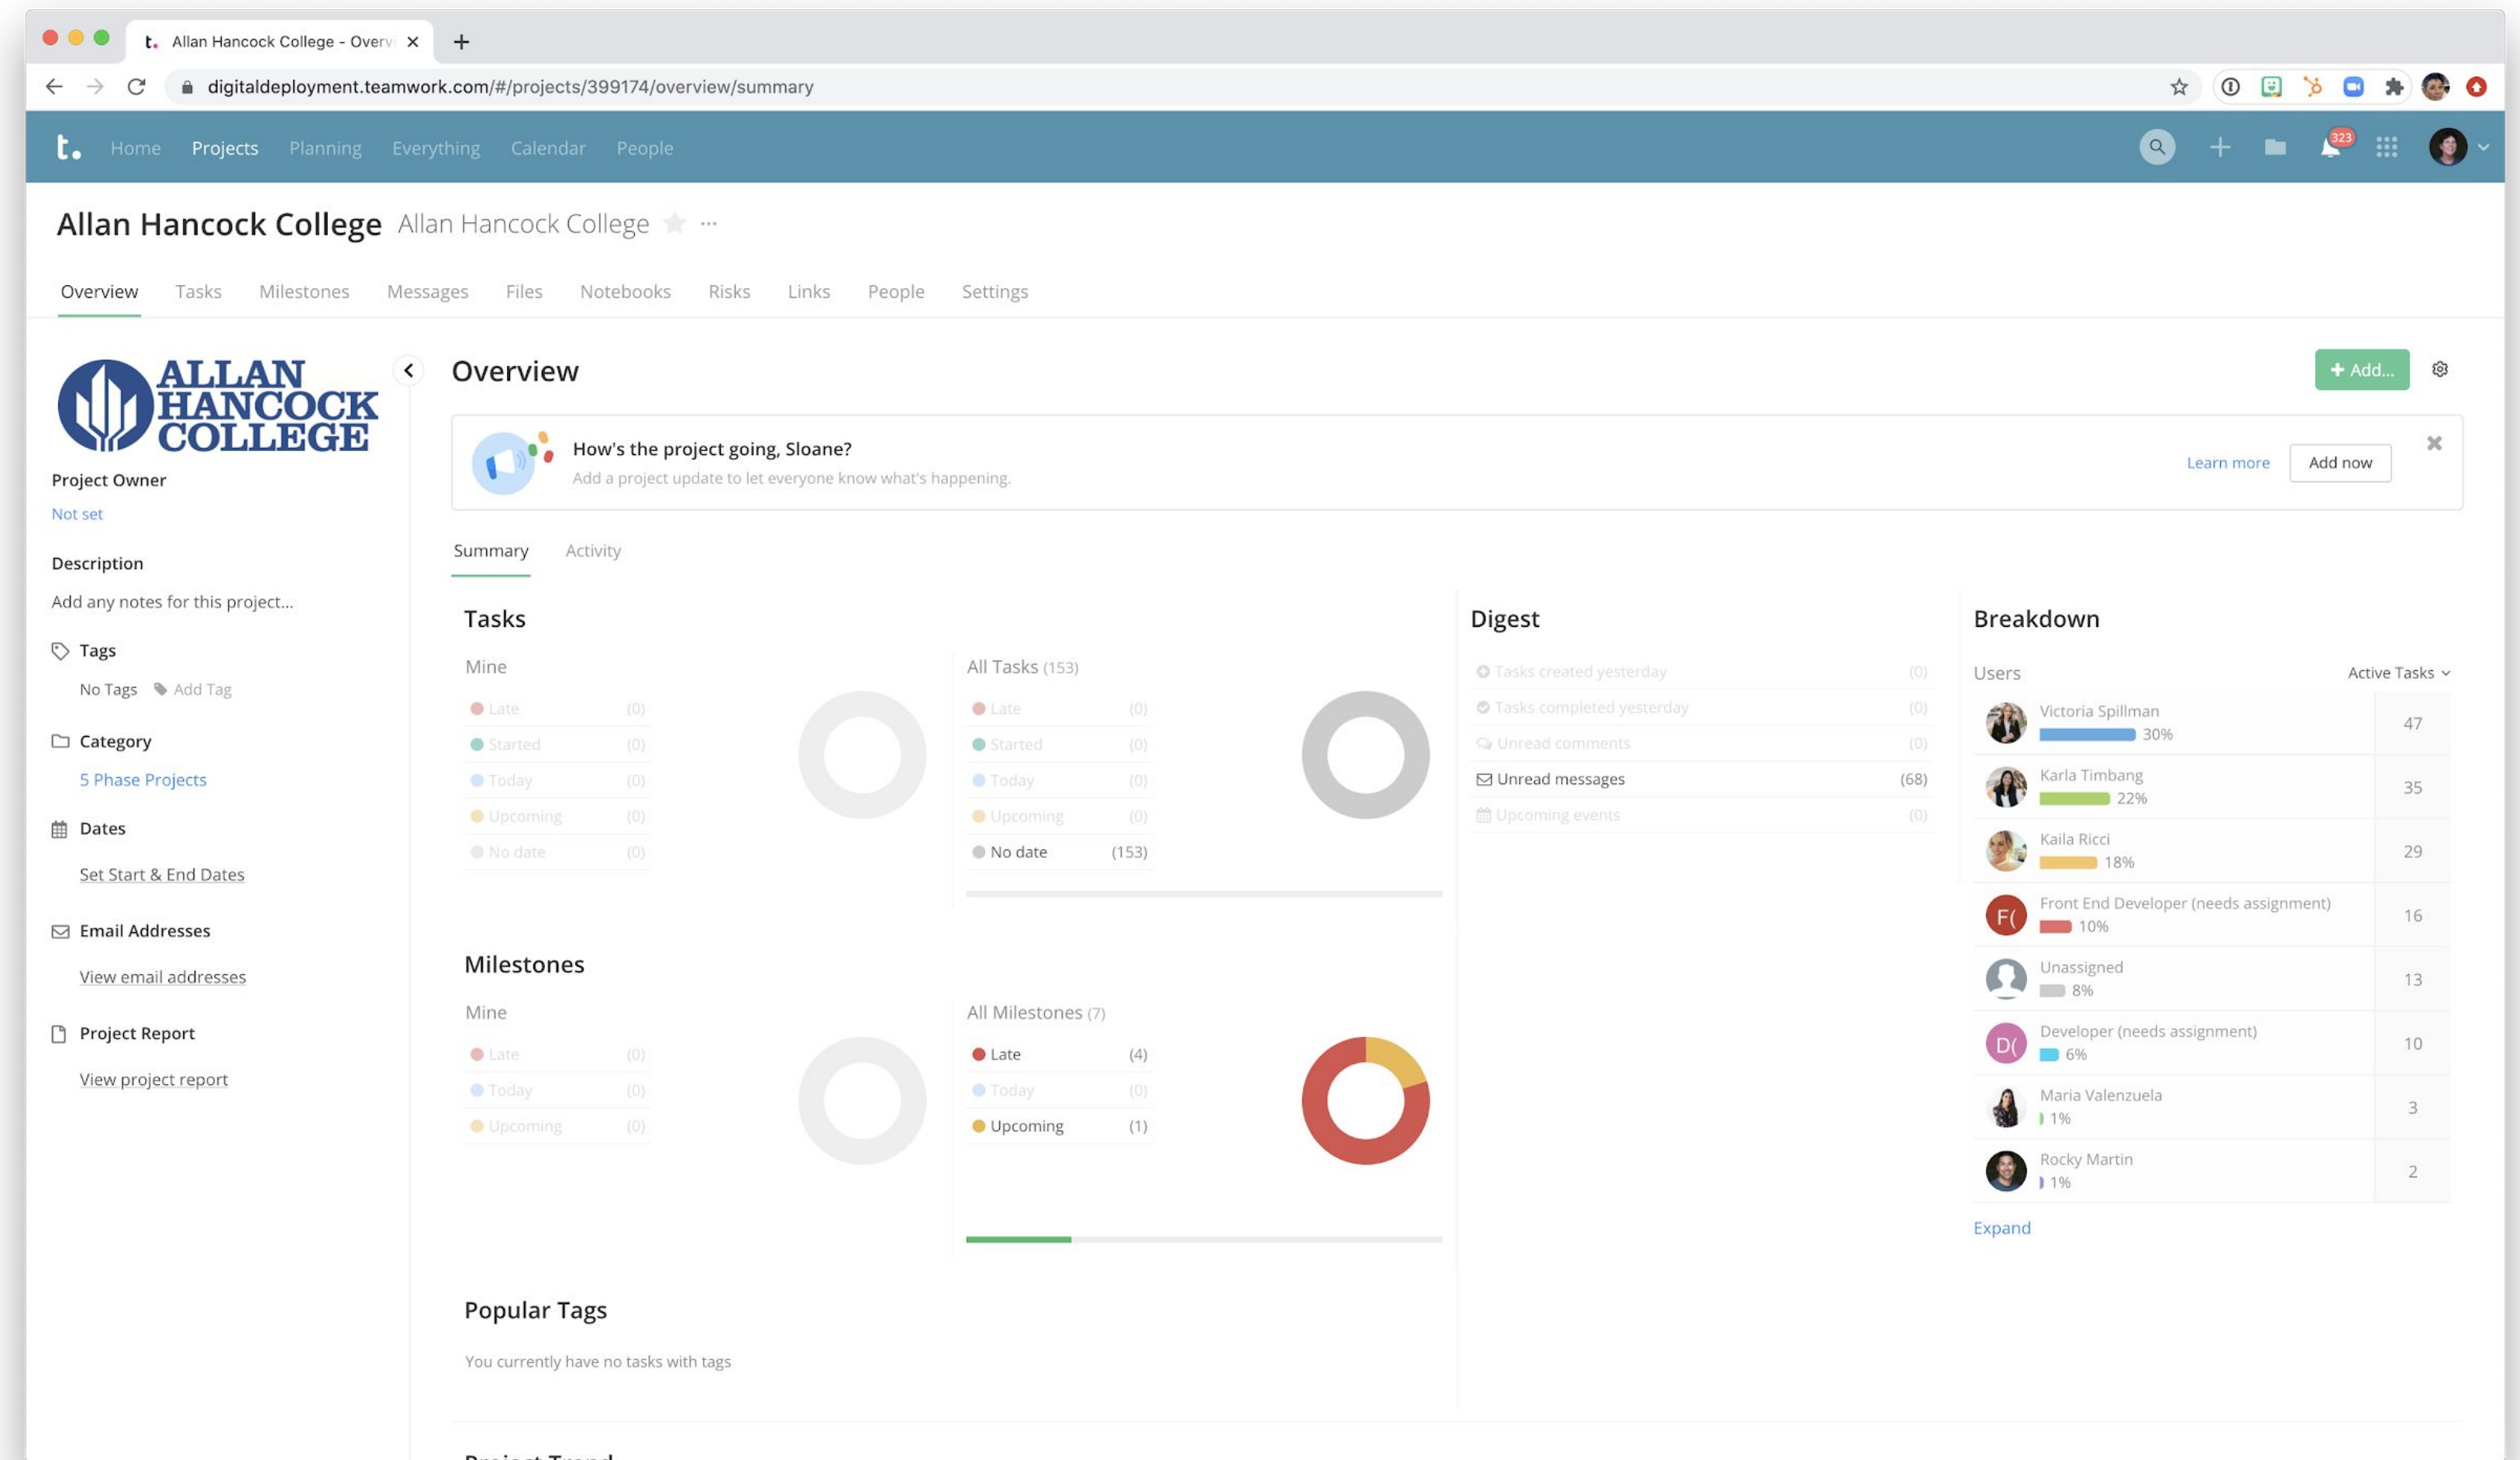 t. Allan Hancock College - Overv
digitaldeployment.teamwork.com/#/projects/399174/overview/summary
t. Home Projects Planning Everything Calendar People 323
Allan Hancock College Allan Hancock College
Overview Tasks Milestones Messages Files Notebooks Risks Links People Settings
ALLAN
HANCOCK
COLLEGE
Project Owner
Not set
Description
Add any notes for this project...
Tags
No Tags Add Tag
Category
5 Phase Projects
Dates
Set Start & End Dates
Email Addresses
View email addresses
Project Report
View project report
Overview
+ Add...
How's the project going, Sloane?
Add a project update to let everyone know what's happening.
Learn more Add now
Summary Activity
Tasks
Mine
Late (0)
Started (0)
Today (0)
Upcoming (0)
No date (0)
All Tasks (153)
Late (0)
Started (0)
Today (0)
Upcoming (0)
No date (153)
Milestones
Mine
Late (0)
Today (0)
Upcoming (0)
All Milestones (7)
Late (4)
Today (0)
Upcoming (1)
Popular Tags
You currently have no tasks with tags
Digest
Tasks created yesterday (0)
Tasks completed yesterday (0)
Unread comments (0)
Unread messages (68)
Upcoming events (0)
Breakdown
Users Active Tasks
Victoria Spillman
30% 47
Karla Timbang
22% 35
Kaila Ricci
18% 29
F( Front End Developer (needs assignment)
10% 16
Unassigned
8% 13
D( Developer (needs assignment)
6% 10
Maria Valenzuela
1% 3
Rocky Martin
1% 2
Expand
Project Trend